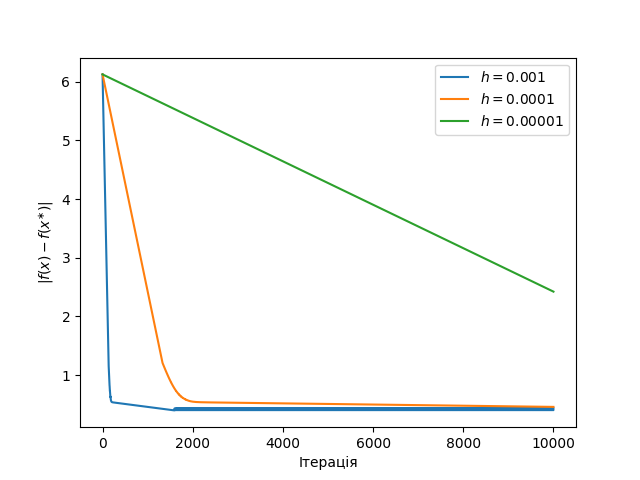 h = 0.001
h = 0.0001
h = 0.00001
6
5
4
3
2
1
|f(x) − f(x*)|
0 2000 4000 6000 8000 10000
Ітерація